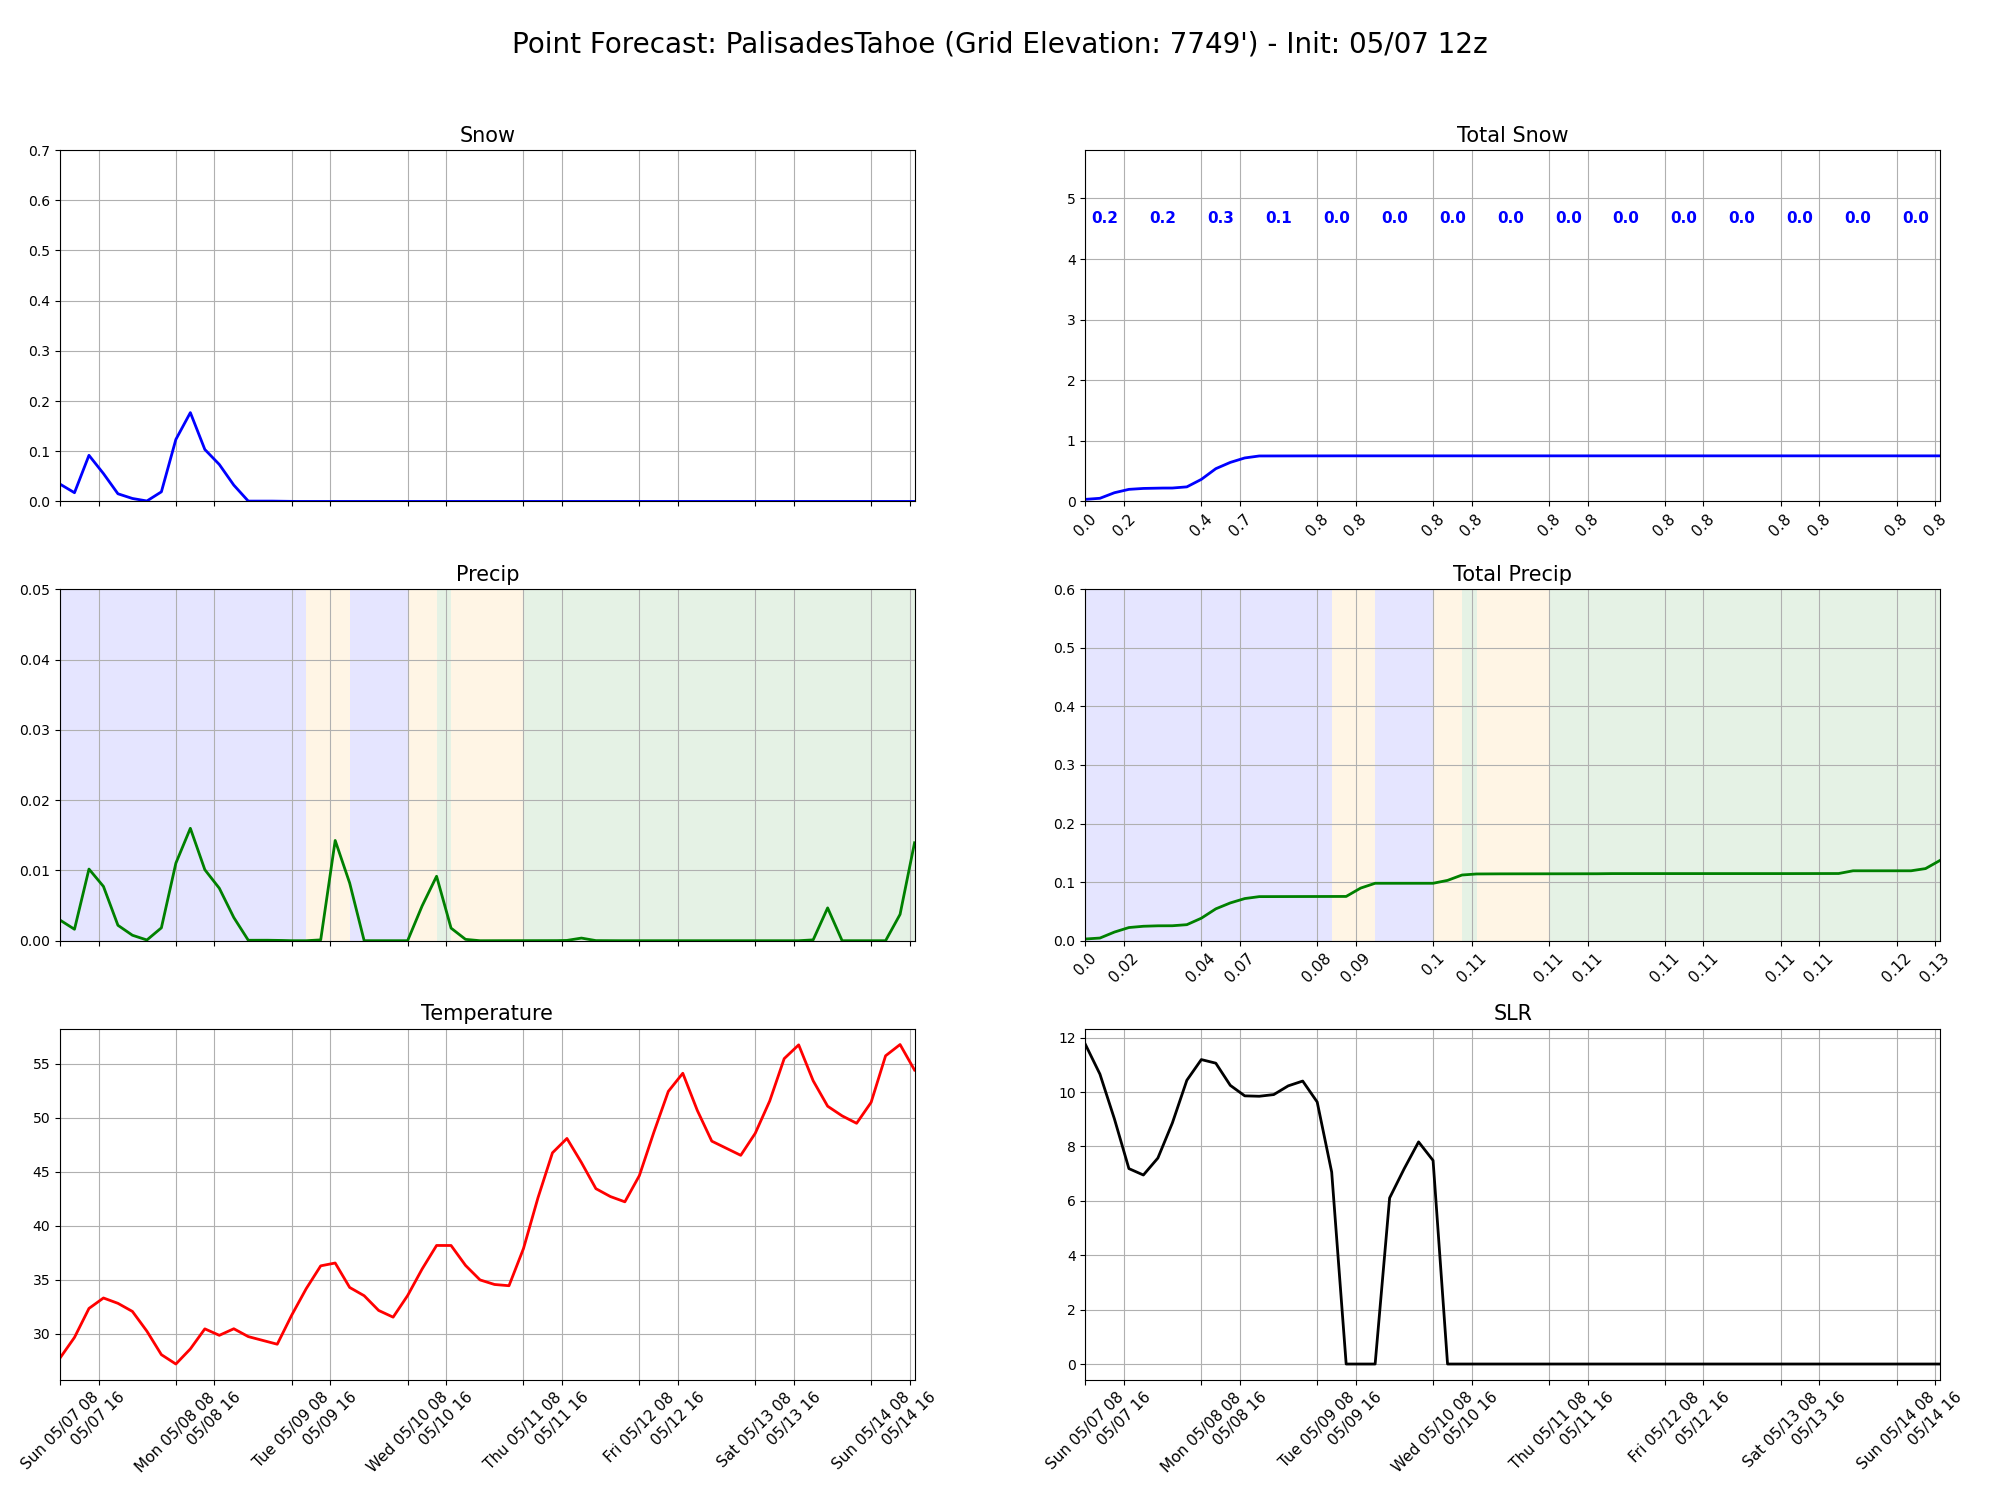 Point Forecast: PalisadesTahoe (Grid Elevation: 7749') - Init: 05/07 12z
Snow
0.7
0.6
0.5
0.4
0.3
0.2
0.1
0.0
Total Snow
5
4
3
2
1
0
0.2 0.2 0.3 0.1 0.0 0.0 0.0 0.0 0.0 0.0 0.0 0.0 0.0 0.0 0.0
0.0 0.2 0.4 0.7 0.8 0.8 0.8 0.8 0.8 0.8 0.8 0.8 0.8 0.8 0.8 0.8
Precip
0.05
0.04
0.03
0.02
0.01
0.00
Total Precip
0.6
0.5
0.4
0.3
0.2
0.1
0.0
0.0 0.02 0.04 0.07 0.08 0.09 0.1 0.11 0.11 0.11 0.11 0.11 0.11 0.11 0.12 0.13
Temperature
55
50
45
40
35
30
Sun 05/07 08
05/07 16
Mon 05/08 08
05/08 16
Tue 05/09 08
05/09 16
Wed 05/10 08
05/10 16
Thu 05/11 08
05/11 16
Fri 05/12 08
05/12 16
Sat 05/13 08
05/13 16
Sun 05/14 08
05/14 16
SLR
12
10
8
6
4
2
0
Sun 05/07 08
05/07 16
Mon 05/08 08
05/08 16
Tue 05/09 08
05/09 16
Wed 05/10 08
05/10 16
Thu 05/11 08
05/11 16
Fri 05/12 08
05/12 16
Sat 05/13 08
05/13 16
Sun 05/14 08
05/14 16